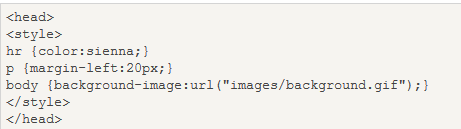 <head>
<style>
hr {color:sienna;}
p {margin-left:20px;}
body {background-image:url("images/background.gif");}
</style>
</head>